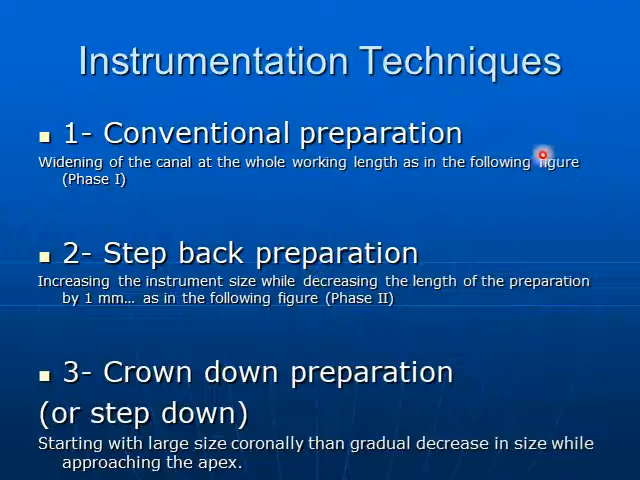 Instrumentation Techniques
1- Conventional preparation
Widening of the canal at the whole working length as in the following figure
(Phase I)
2- Step back preparation
Increasing the instrument size while decreasing the length of the preparation
by 1 mm... as in the following figure (Phase II)
3- Crown down preparation
(or step down)
Starting with large size coronally than gradual decrease in size while
approaching the apex.